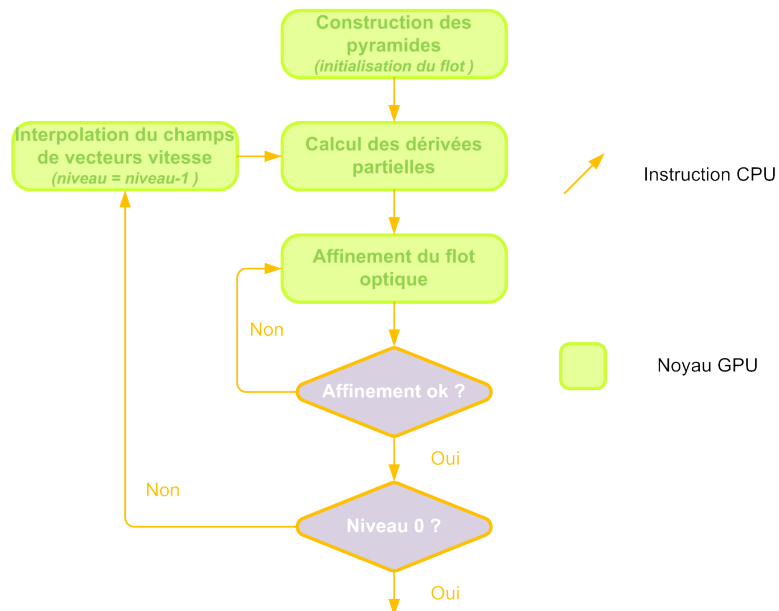 Construction des
pyramides
(initialisation du flot )
Interpolation du champs
de vecteurs vitesse
(niveau = niveau-1 )
Calcul des dérivées
partielles
Instruction CPU
Affinement du flot
optique
Non
Noyau GPU
Affinement ok ?
Oui
Non
Niveau 0 ?
Oui